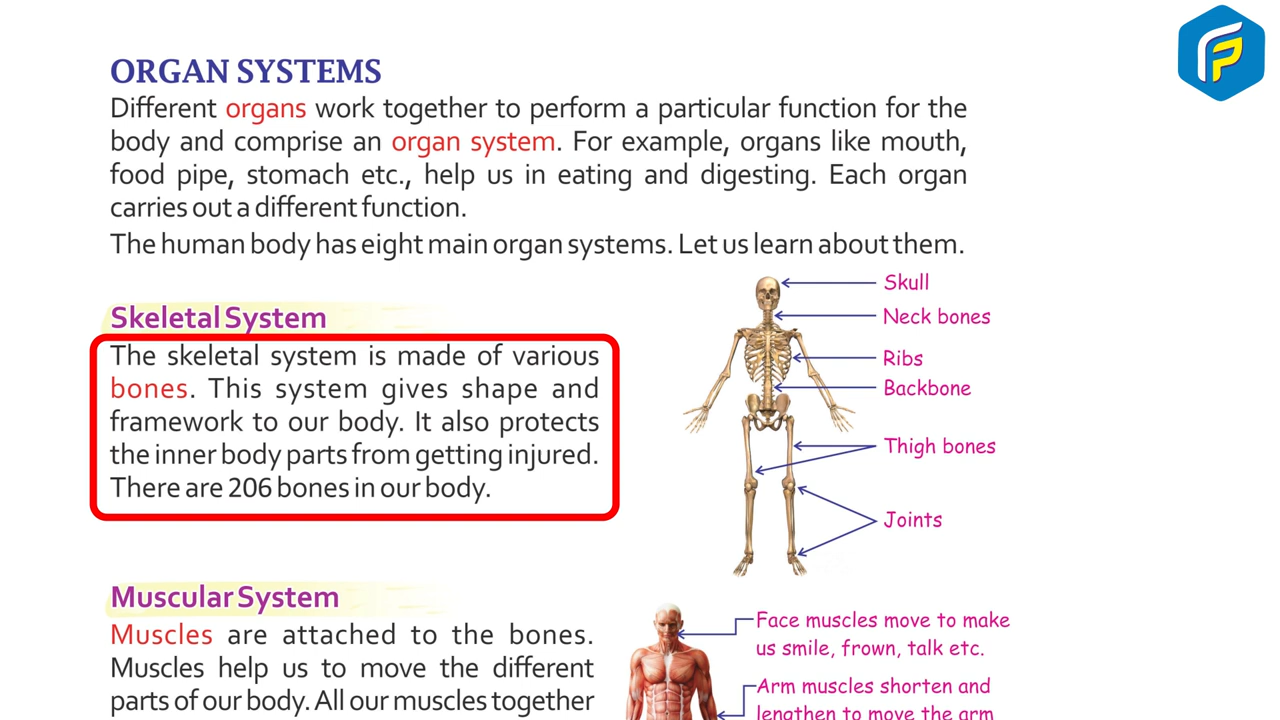 ORGAN SYSTEMS
Different organs work together to perform a particular function for the
body and comprise an organ system. For example, organs like mouth,
food pipe, stomach etc., help us in eating and digesting. Each organ
carries out a different function.
The human body has eight main organ systems. Let us learn about them.
Skeletal System
The skeletal system is made of various
bones. This system gives shape and
framework to our body. It also protects
the inner body parts from getting injured.
There are 206 bones in our body.
Skull
Neck bones
Ribs
Backbone
Thigh bones
Joints
Muscular System
Muscles are attached to the bones.
Muscles help us to move the different
parts of our body. All our muscles together
Face muscles move to make
us smile, frown, talk etc.
Arm muscles shorten and
lengthen to move the arm